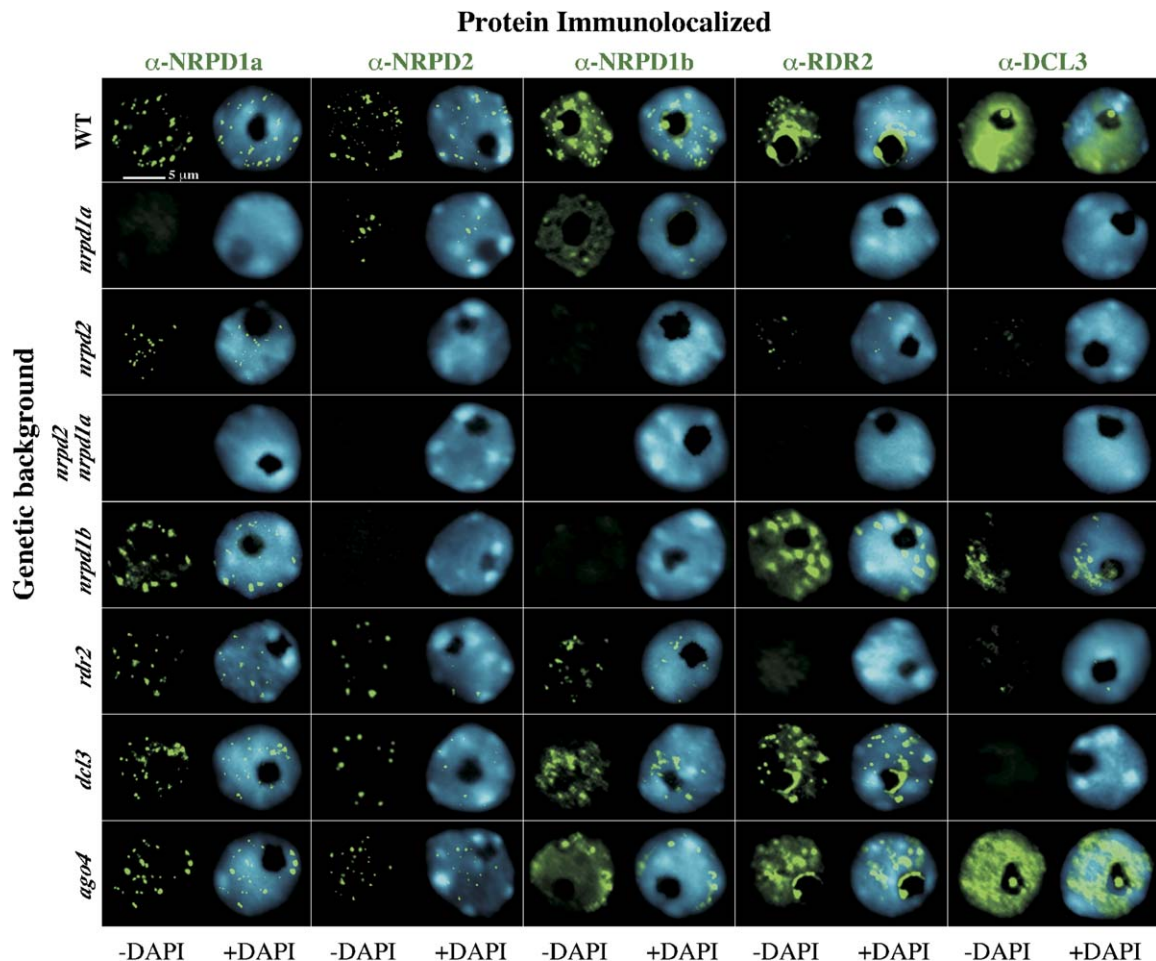 Protein Immunolocalized
α-NRPD1a α-NRPD2 α-NRPD1b α-RDR2 α-DCL3
WT
5 μm
nrpd1a
nrpd2
nrpd2
nrpd1a
nrpd1b
rdr2
dcl3
ago4
Genetic background
-DAPI +DAPI -DAPI +DAPI -DAPI +DAPI -DAPI +DAPI -DAPI +DAPI